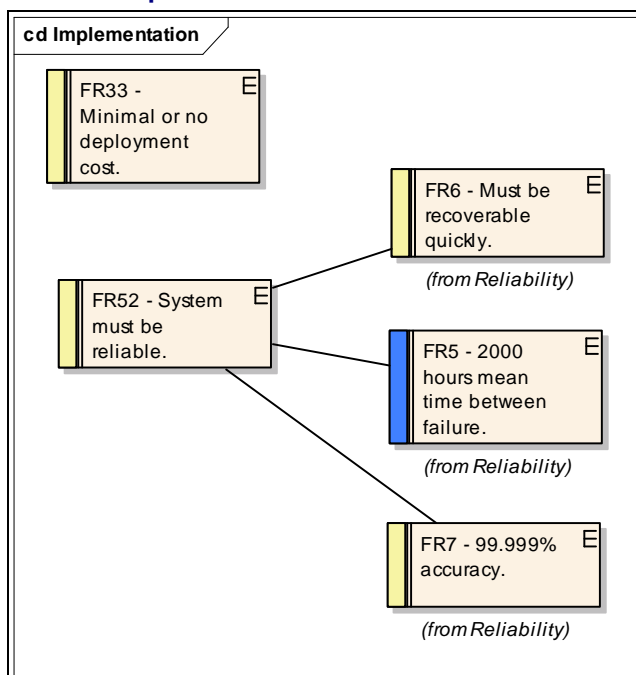 cd Implementation
FR33 -
Minimal or no
deployment
cost.
FR6 - Must be
recoverable
quickly.
(from Reliability)
FR52 - System
must be
reliable.
FR5 - 2000
hours mean
time between
failure.
(from Reliability)
FR7 - 99.999%
accuracy.
(from Reliability)